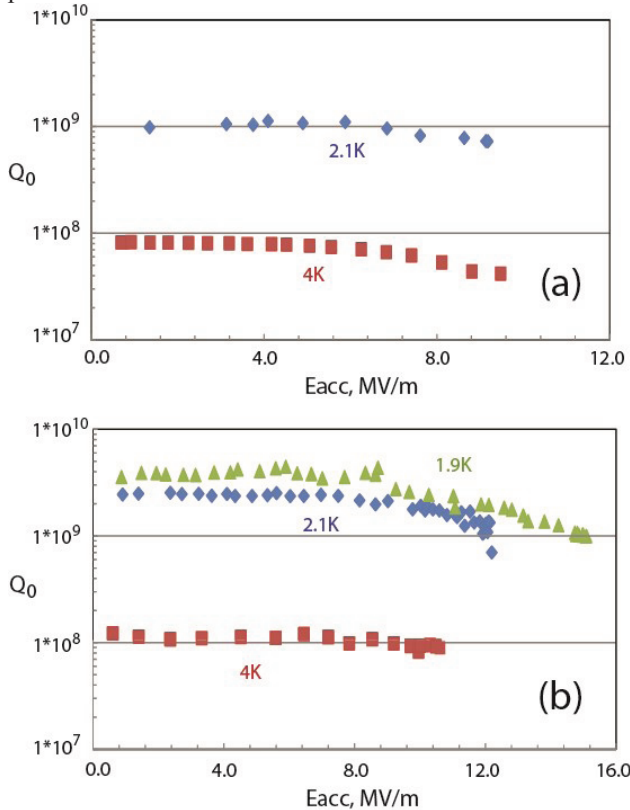 1*10^10
1*10^9
2.1K
Q₀
1*10^8
4K
(a)
1*10^7
0.0 4.0 8.0 12.0
Eacc, MV/m
1*10^10
1.9K
1*10^9
2.1K
Q₀
1*10^8
4K
(b)
1*10^7
0.0 4.0 8.0 12.0 16.0
Eacc, MV/m